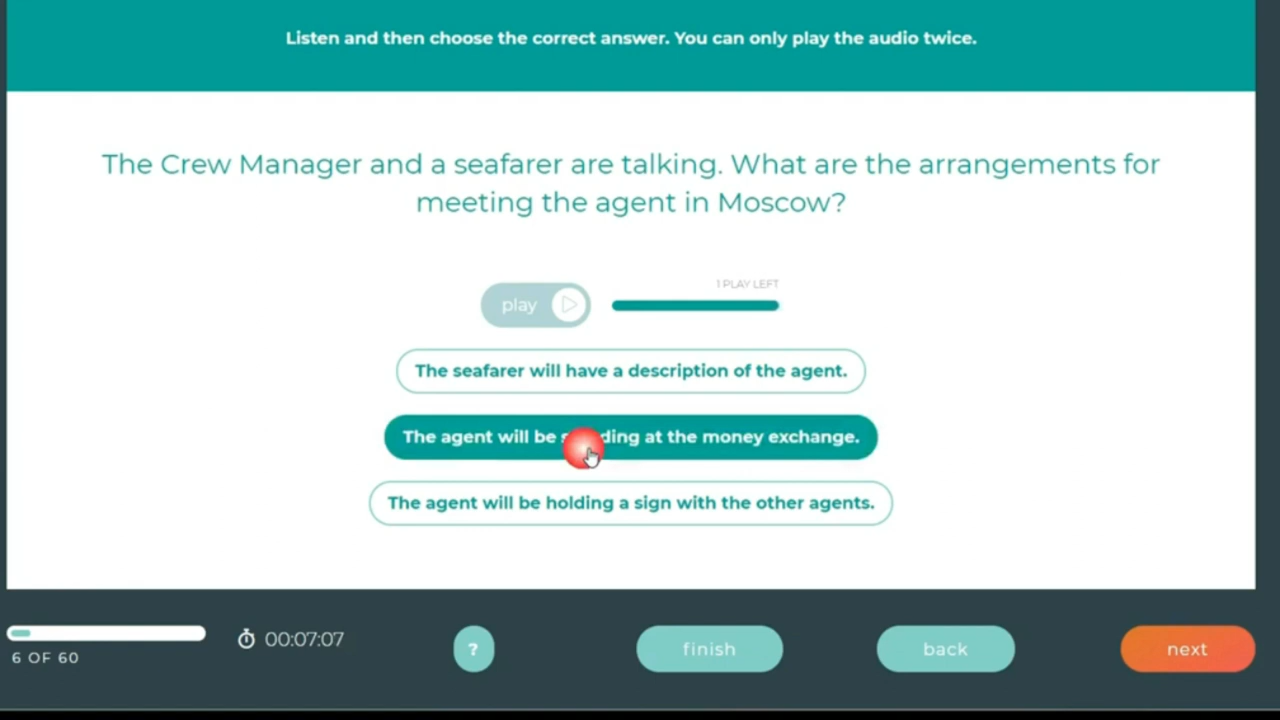 Listen and then choose the correct answer. You can only play the audio twice.
The Crew Manager and a seafarer are talking. What are the arrangements for
meeting the agent in Moscow?
1 PLAY LEFT
play
The seafarer will have a description of the agent.
The agent will be standing at the money exchange.
The agent will be holding a sign with the other agents.
00:07:07
? finish back next
6 OF 60